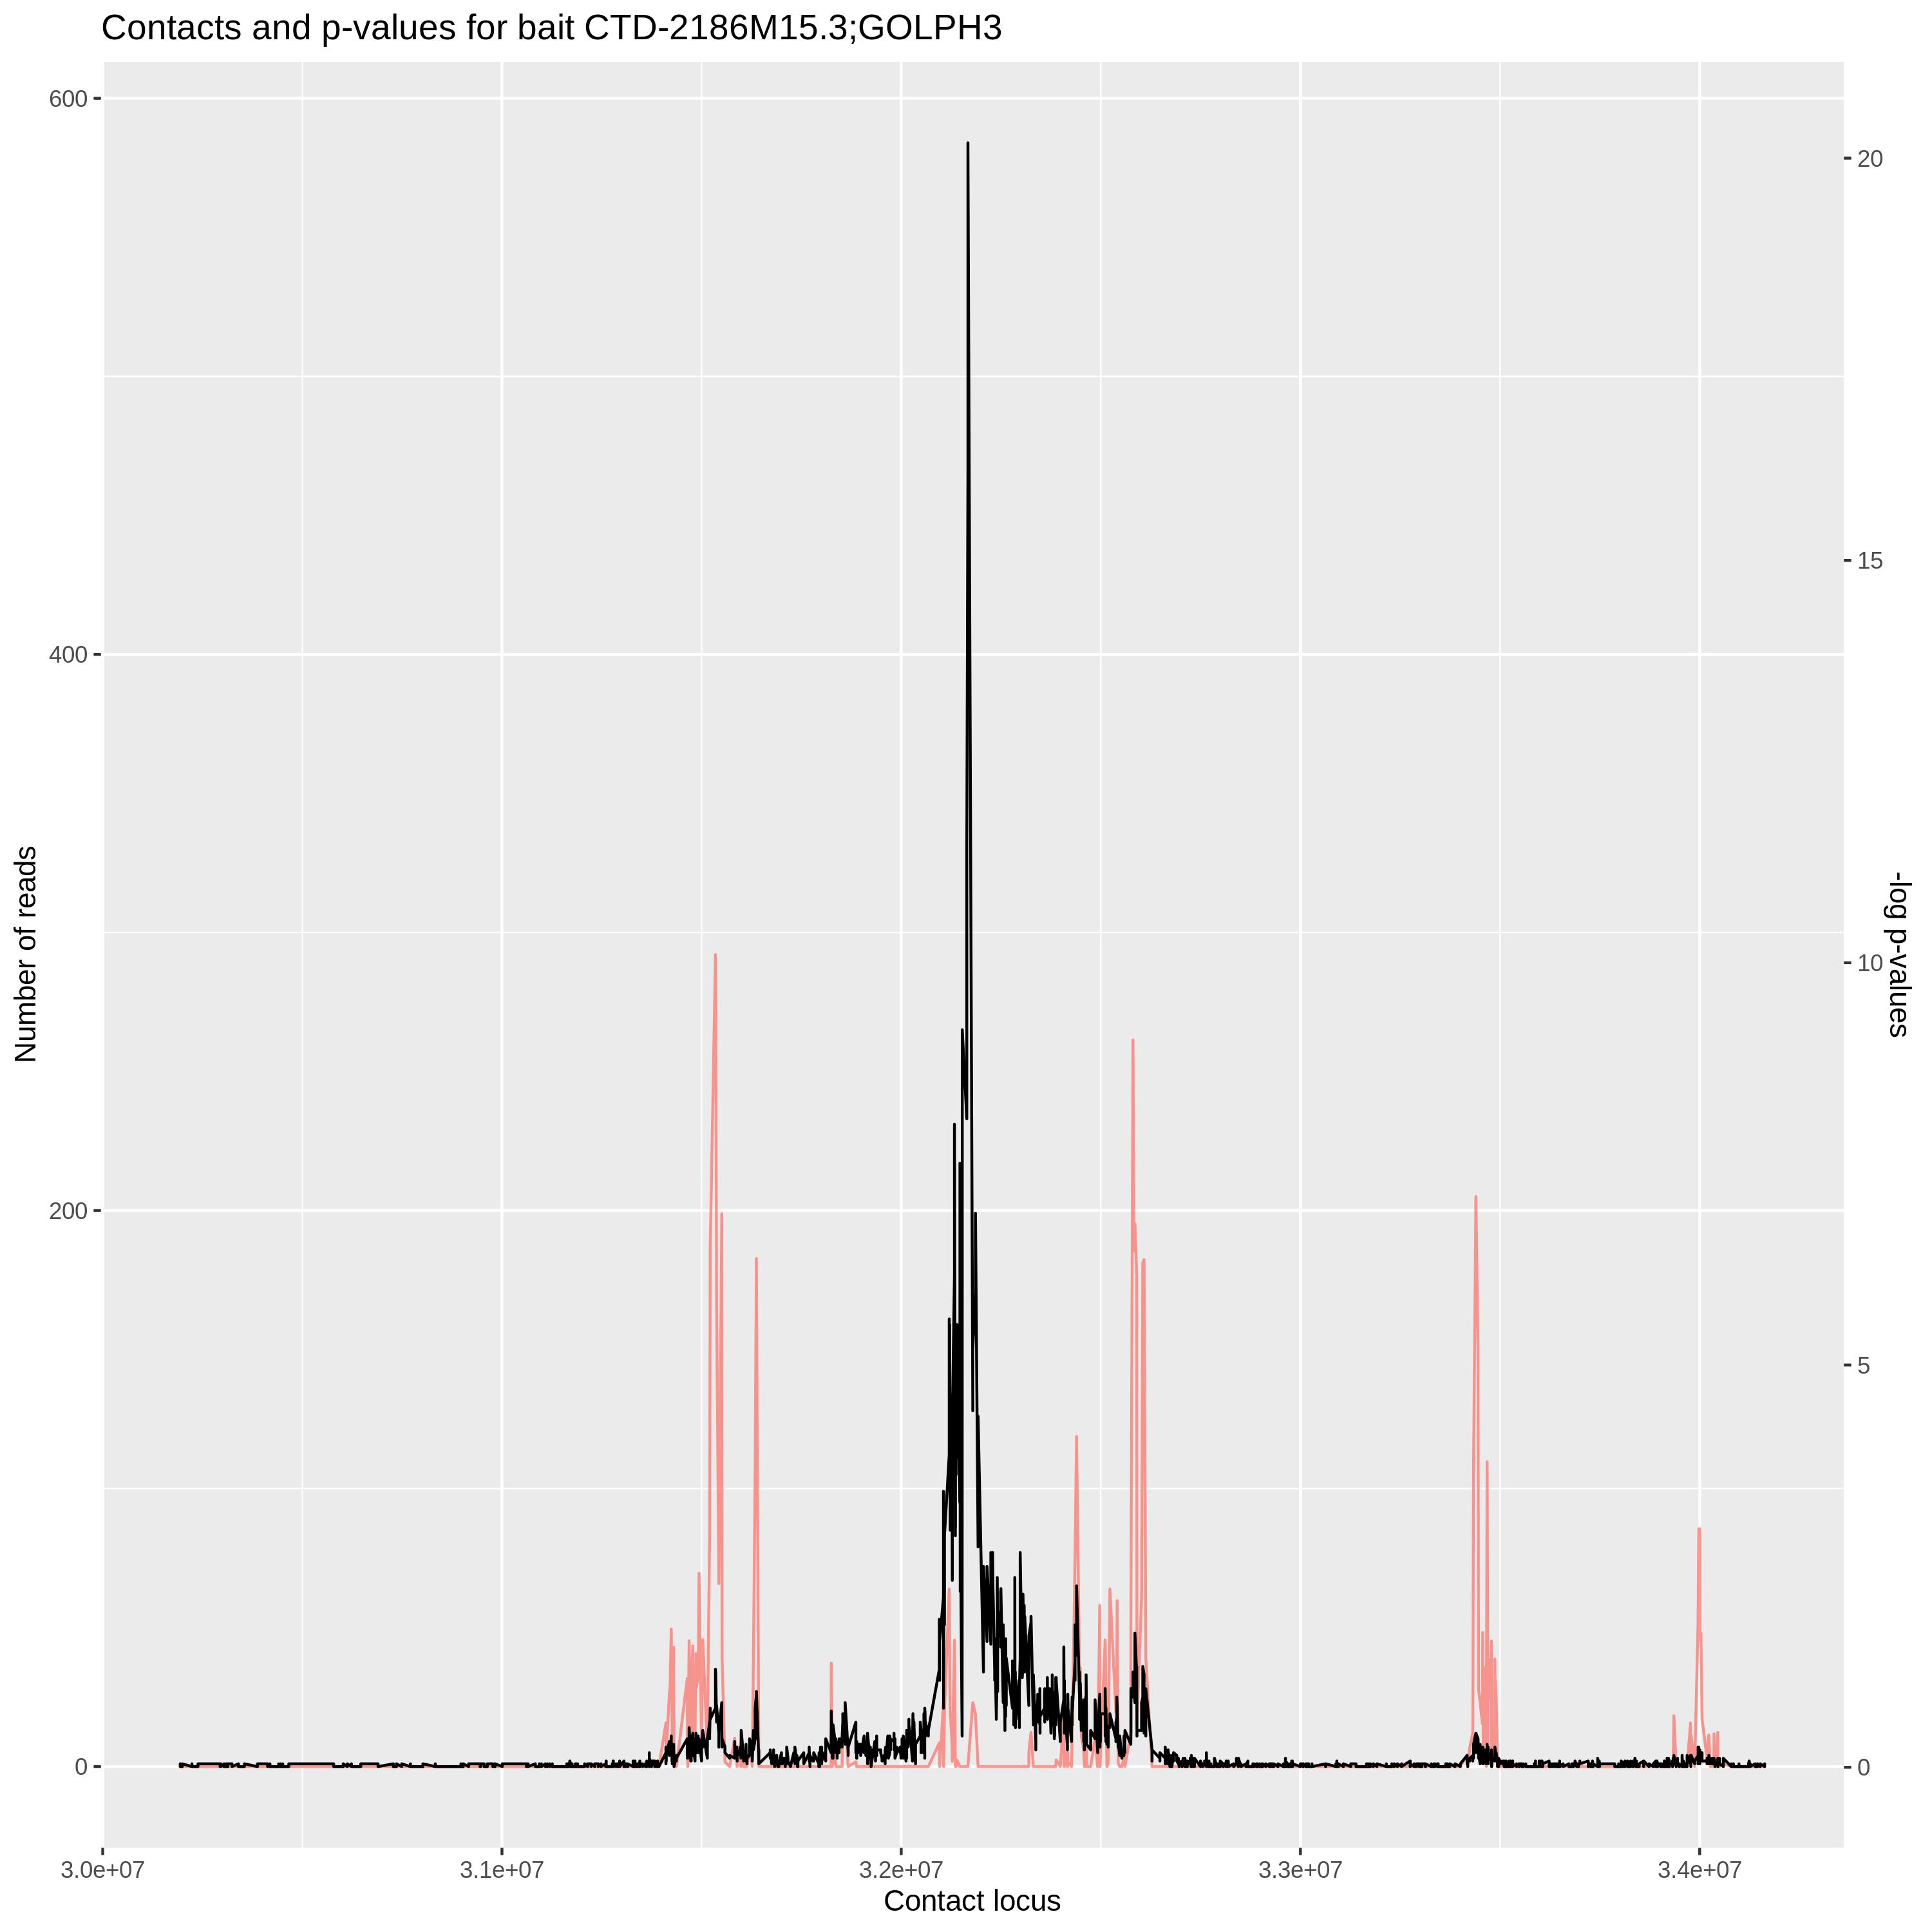 Contacts and p-values for bait CTD-2186M15.3;GOLPH3
600
400
200
0
Number of reads
20
15
10
5
0
-log p-values
3.0e+07
3.1e+07
3.2e+07
3.3e+07
3.4e+07
Contact locus